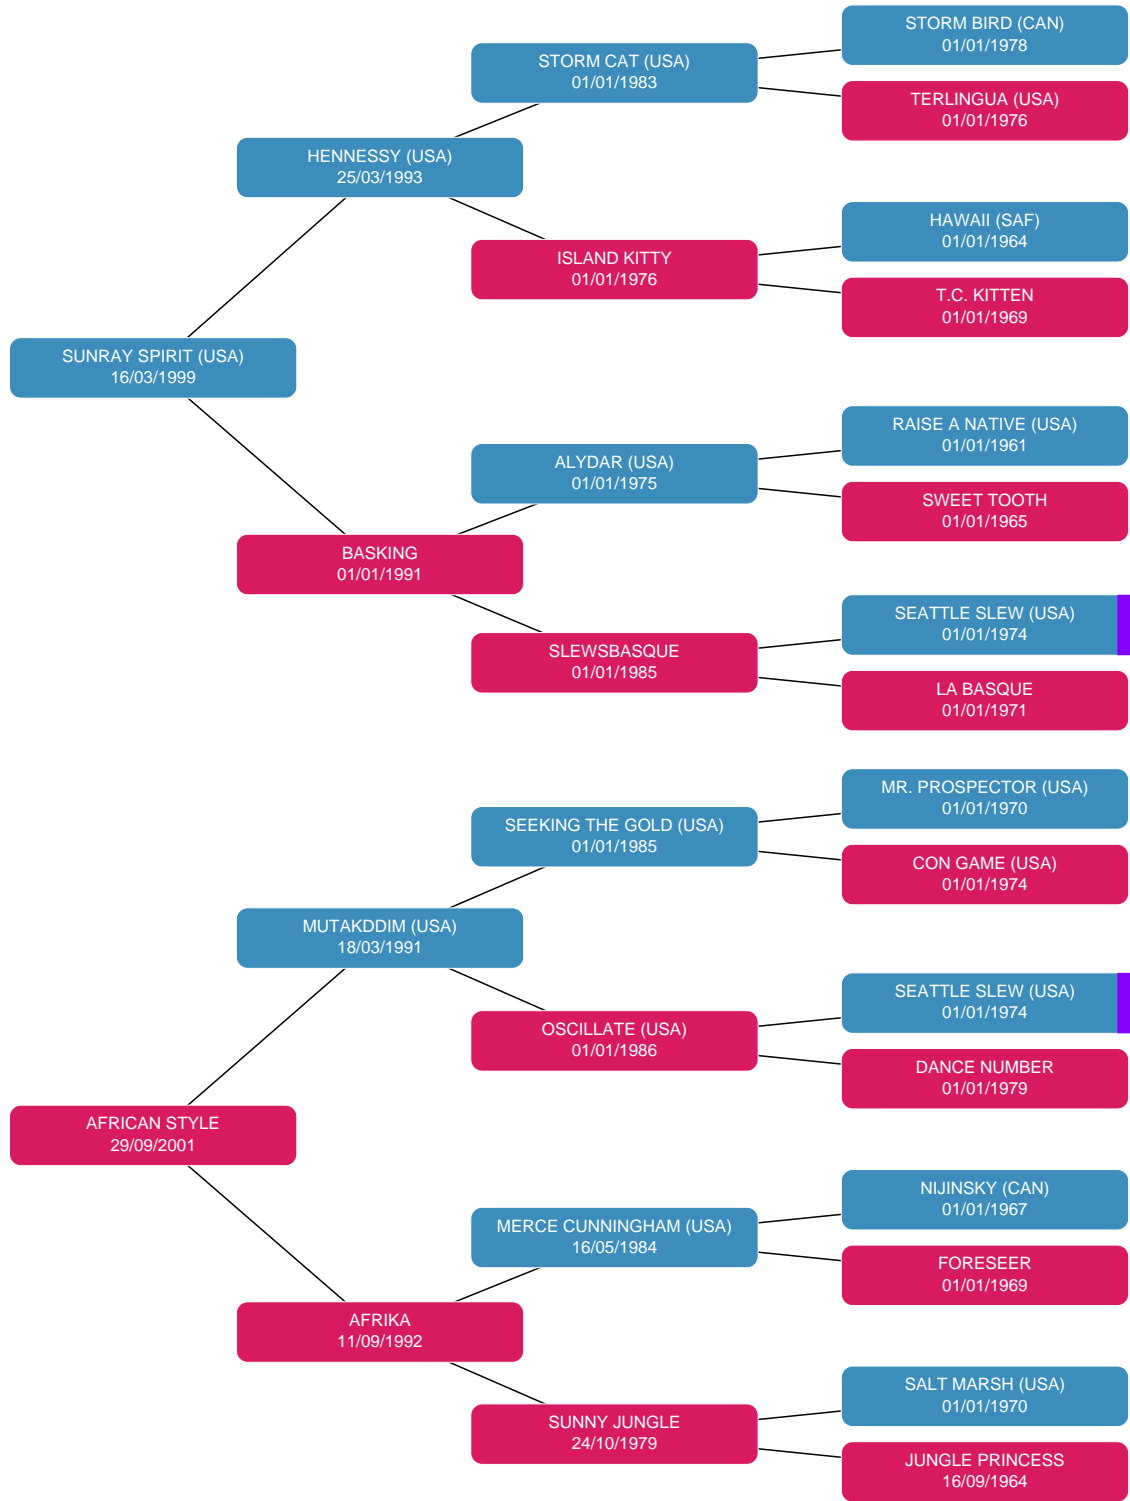 STORM BIRD (CAN)
01/01/1978
STORM CAT (USA)
01/01/1983
TERLINGUA (USA)
01/01/1976
HENNESSY (USA)
25/03/1993
HAWAII (SAF)
01/01/1964
ISLAND KITTY
01/01/1976
T.C. KITTEN
01/01/1969
SUNRAY SPIRIT (USA)
16/03/1999
RAISE A NATIVE (USA)
01/01/1961
ALYDAR (USA)
01/01/1975
SWEET TOOTH
01/01/1965
BASKING
01/01/1991
SEATTLE SLEW (USA)
01/01/1974
SLEWSBASQUE
01/01/1985
LA BASQUE
01/01/1971
MR. PROSPECTOR (USA)
01/01/1970
SEEKING THE GOLD (USA)
01/01/1985
CON GAME (USA)
01/01/1974
MUTAKDDIM (USA)
18/03/1991
SEATTLE SLEW (USA)
01/01/1974
OSCILLATE (USA)
01/01/1986
DANCE NUMBER
01/01/1979
AFRICAN STYLE
29/09/2001
NIJINSKY (CAN)
01/01/1967
MERCE CUNNINGHAM (USA)
16/05/1984
FORESEER
01/01/1969
AFRIKA
11/09/1992
SALT MARSH (USA)
01/01/1970
SUNNY JUNGLE
24/10/1979
JUNGLE PRINCESS
16/09/1964